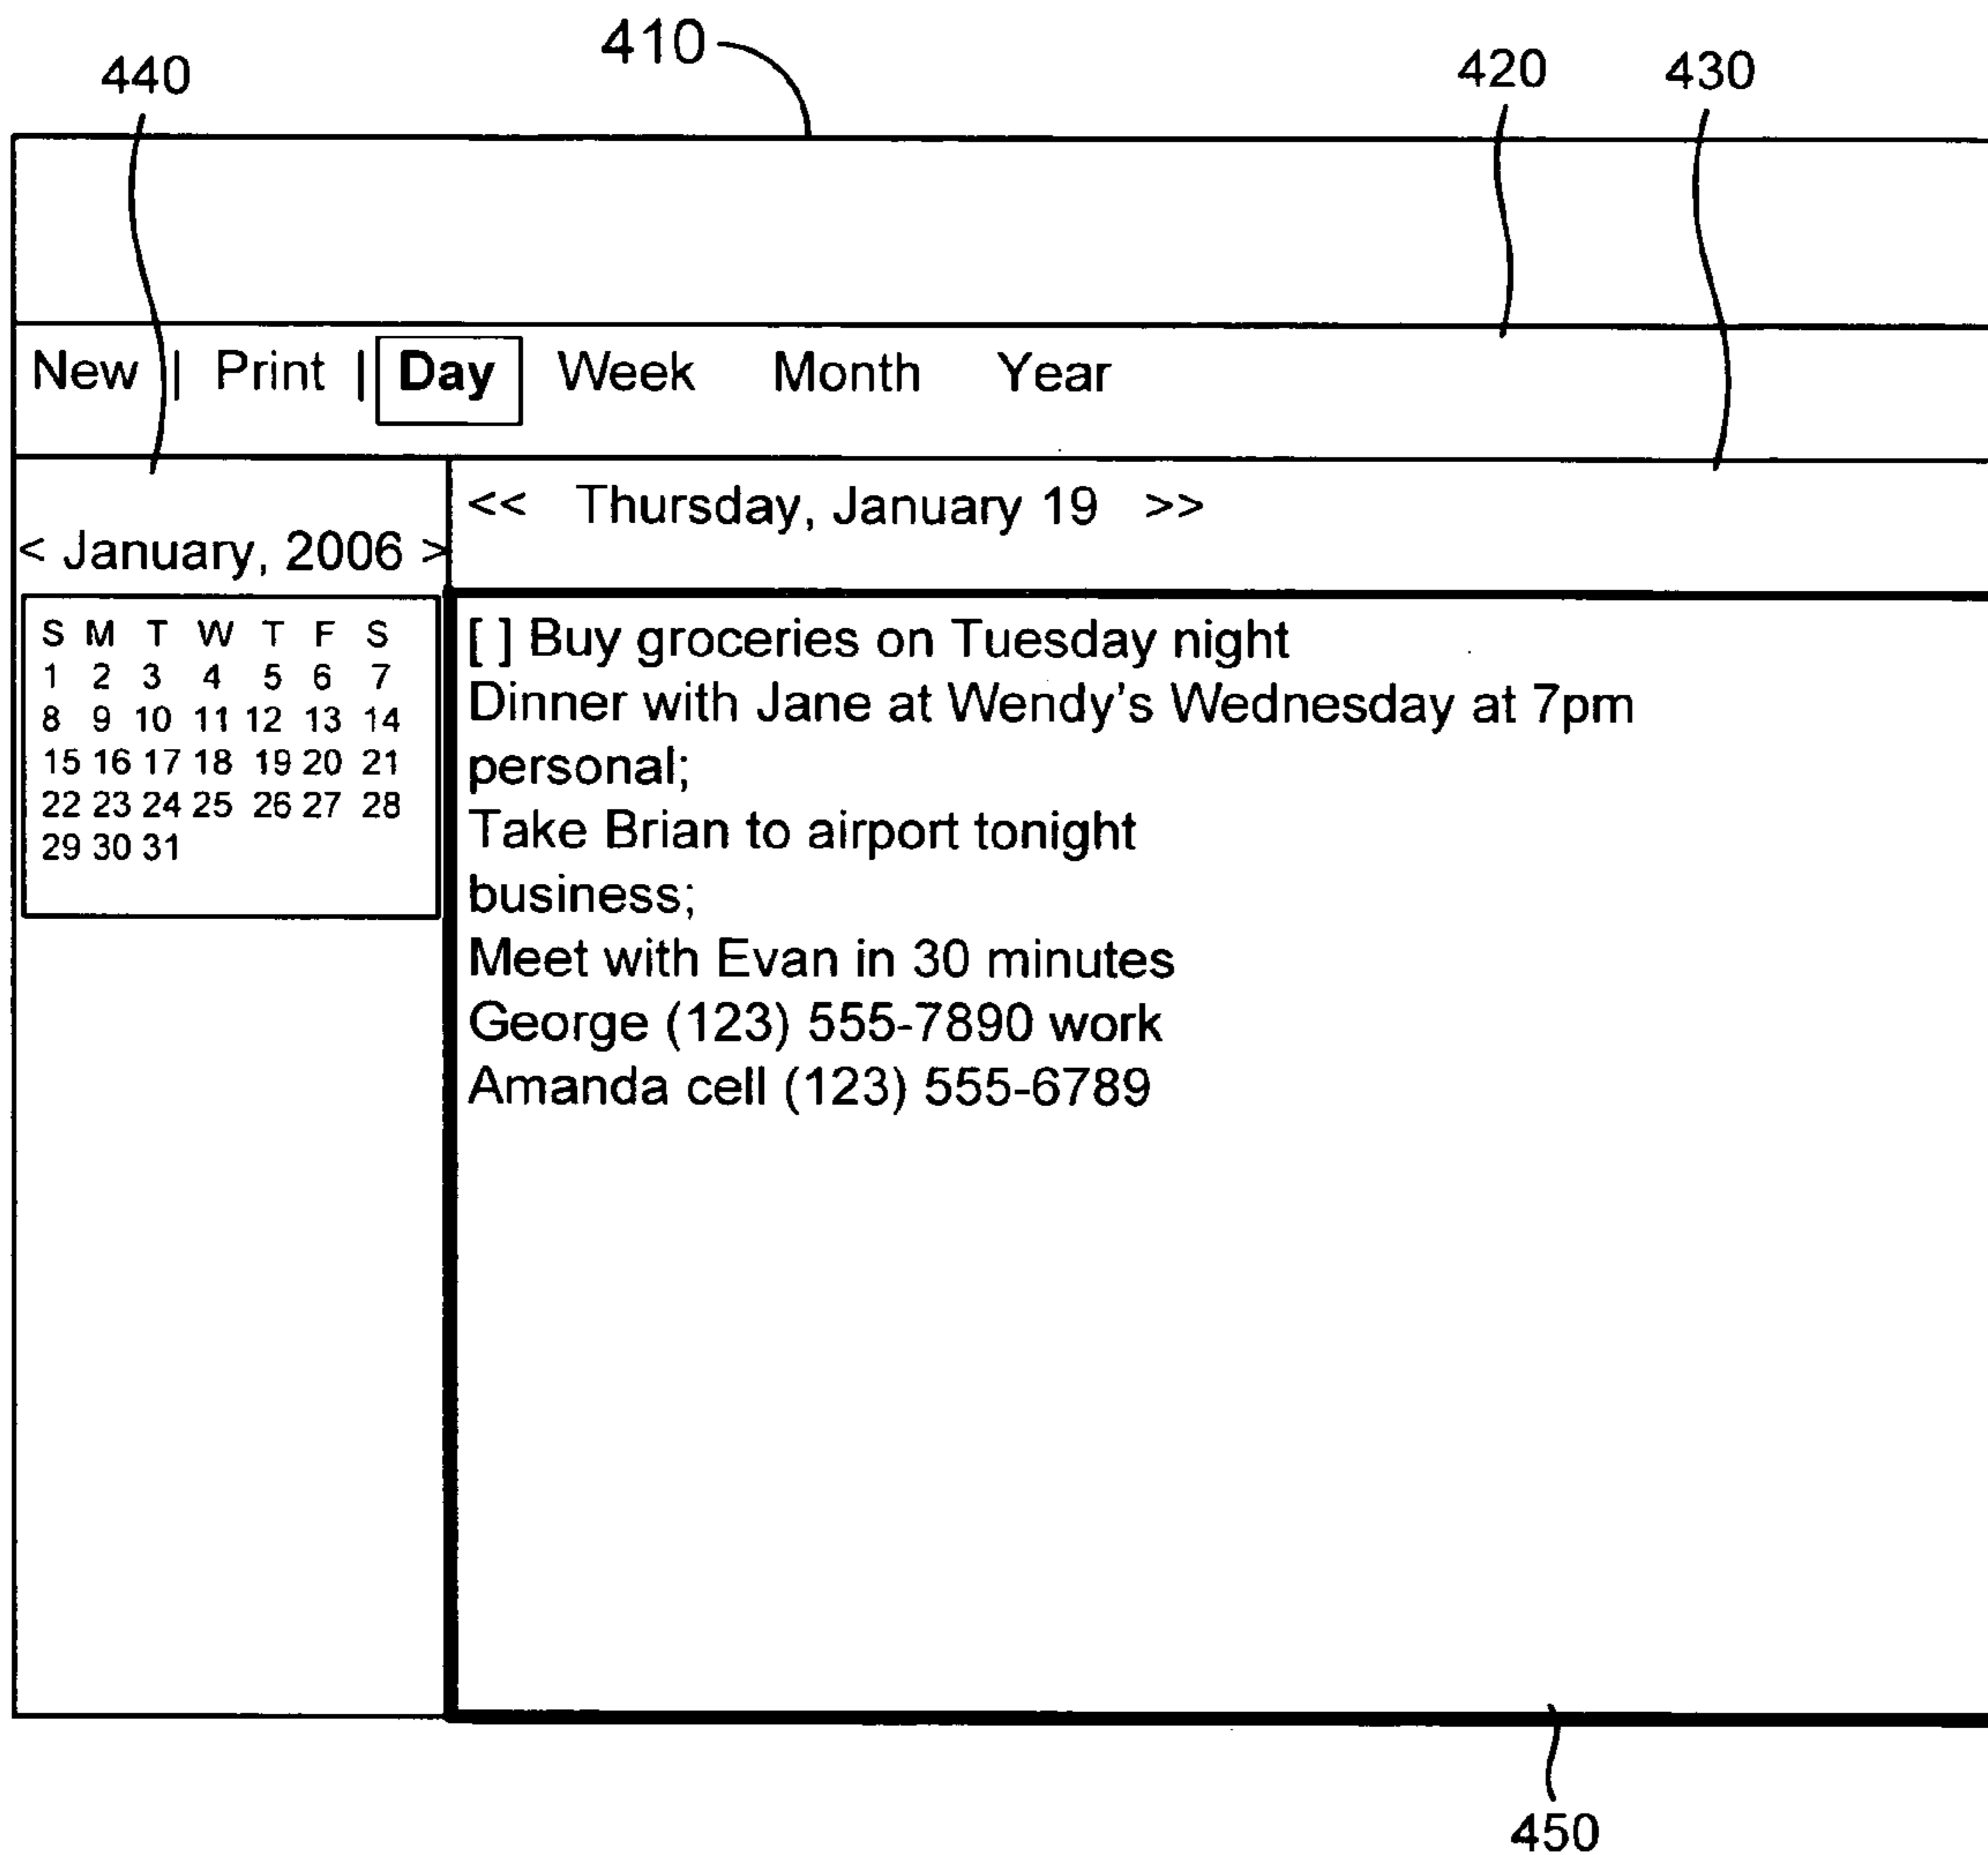 410
440
420
430
New | Print | Day Week Month Year
<< Thursday, January 19 >>
< January, 2006 >
S M T W T F S
1 2 3 4 5 6 7
8 9 10 11 12 13 14
15 16 17 18 19 20 21
22 23 24 25 26 27 28
29 30 31
[ ] Buy groceries on Tuesday night
Dinner with Jane at Wendy's Wednesday at 7pm
personal;
Take Brian to airport tonight
business;
Meet with Evan in 30 minutes
George (123) 555-7890 work
Amanda cell (123) 555-6789
450